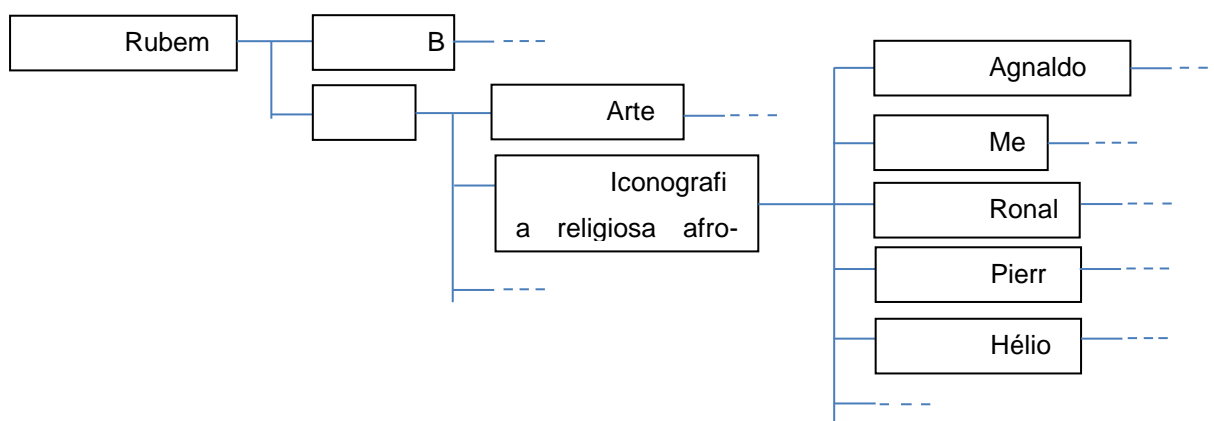 Rubem
B
Arte
Iconografi
a religiosa afro-
Agnaldo
Me
Ronal
Pierr
Hélio